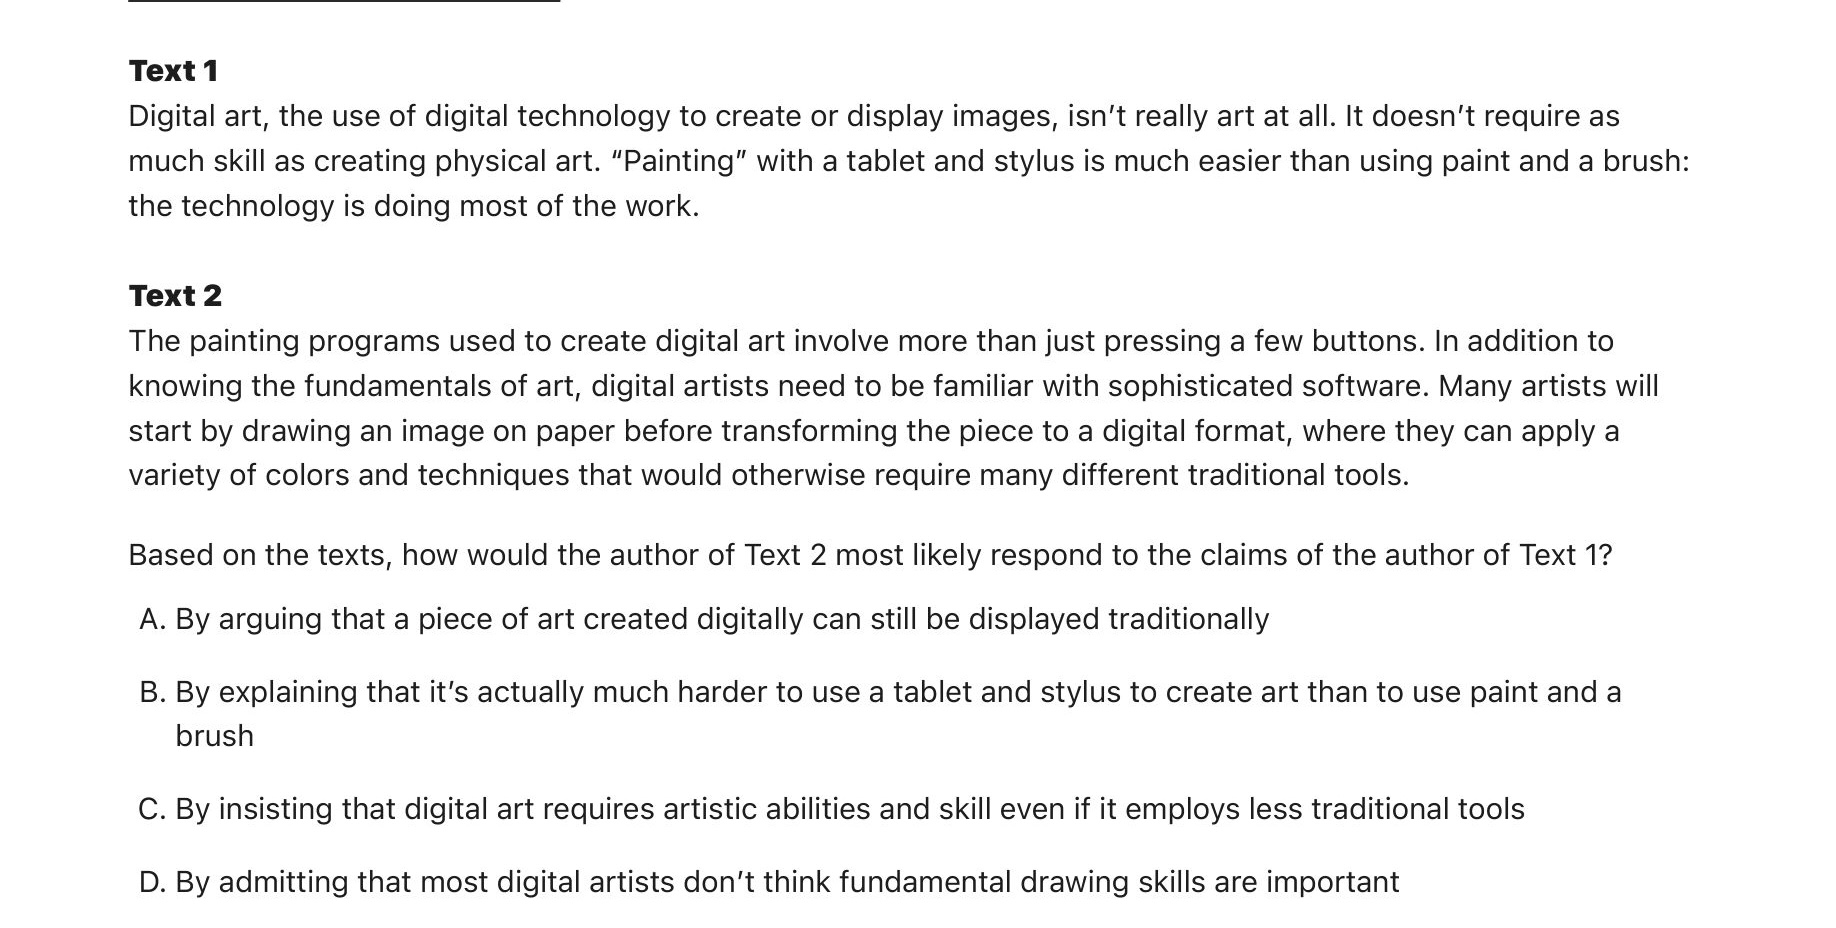 Text 1
Digital art, the use of digital technology to create or display images, isn’t really art at all. It doesn’t require as
much skill as creating physical art. “Painting” with a tablet and stylus is much easier than using paint and a brush:
the technology is doing most of the work.
Text 2
The painting programs used to create digital art involve more than just pressing a few buttons. In addition to
knowing the fundamentals of art, digital artists need to be familiar with sophisticated software. Many artists will
start by drawing an image on paper before transforming the piece to a digital format, where they can apply a
variety of colors and techniques that would otherwise require many different traditional tools.
Based on the texts, how would the author of Text 2 most likely respond to the claims of the author of Text 1?
A. By arguing that a piece of art created digitally can still be displayed traditionally
B. By explaining that it’s actually much harder to use a tablet and stylus to create art than to use paint and a
brush
C. By insisting that digital art requires artistic abilities and skill even if it employs less traditional tools
D. By admitting that most digital artists don’t think fundamental drawing skills are important